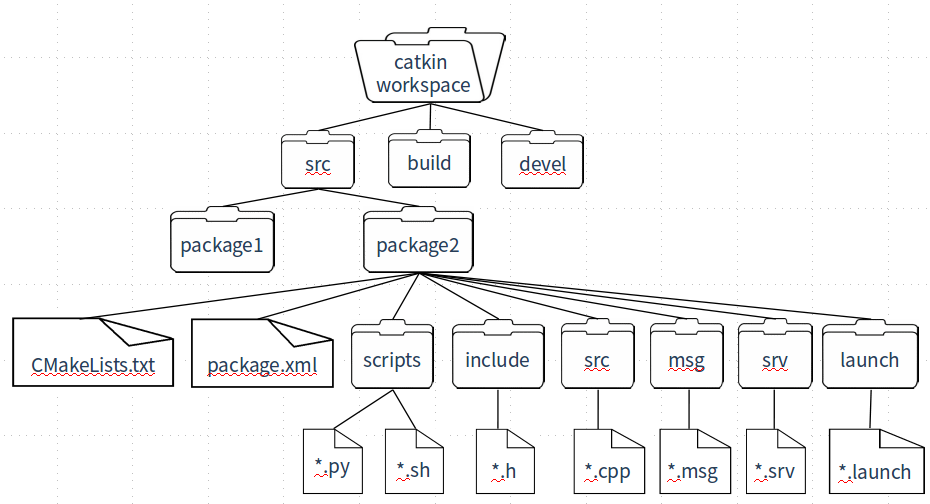 catkin
workspace
src
build
devel
package1
package2
CMakeLists.txt
package.xml
scripts
include
src
msg
srv
launch
*.py
*.sh
*.h
*.cpp
*.msg
*.srv
*.launch